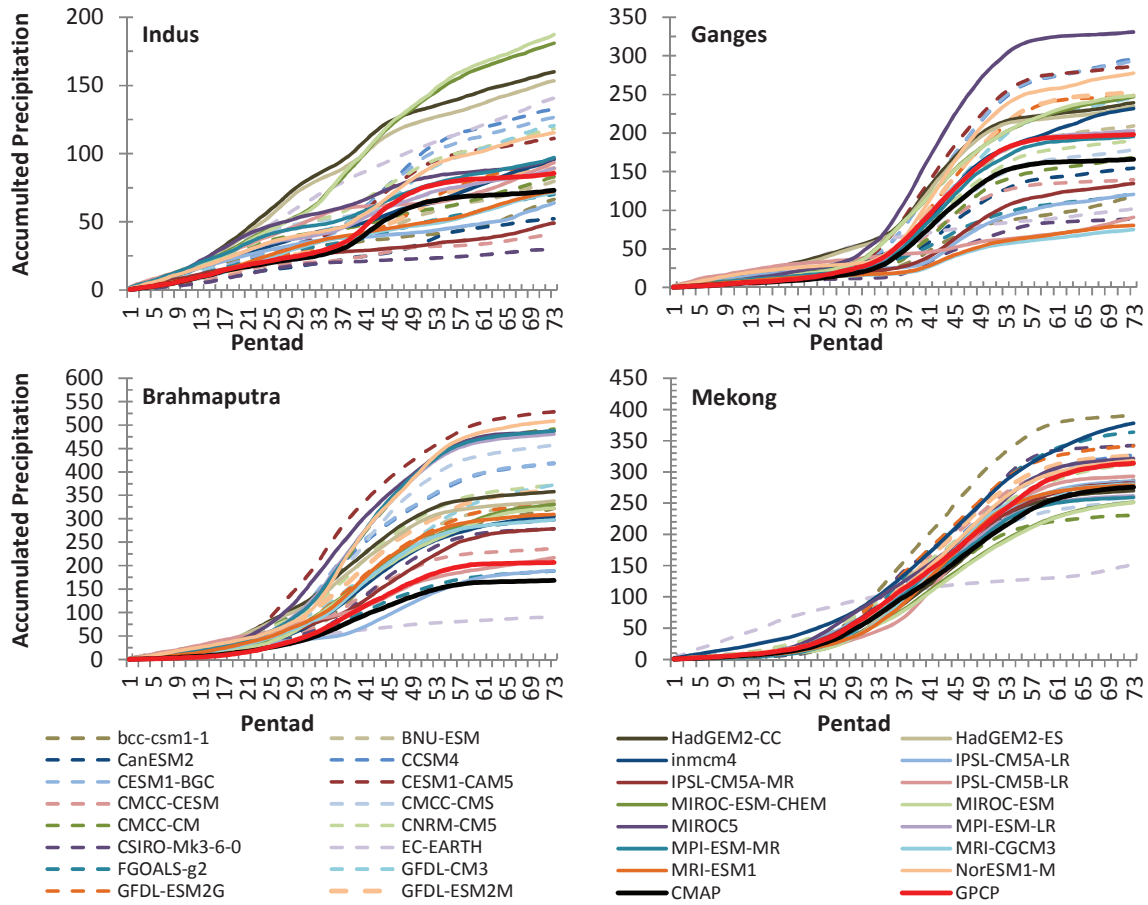 Indus
Ganges
Accumulted Precipitation
200
150
100
50
0
1 5 9 13 17 21 25 29 33 37 41 45 49 53 57 61 65 69 73
Pentad
350
300
250
200
150
100
50
0
1 5 9 13 17 21 25 29 33 37 41 45 49 53 57 61 65 69 73
Brahmaputra
Mekong
Accumulated Precipitation
600
550
500
450
400
350
300
250
200
150
100
50
0
1 5 9 13 17 21 25 29 33 37 41 45 49 53 57 61 65 69 73
Pentad
450
400
350
300
250
200
150
100
50
0
1 5 9 13 17 21 25 29 33 37 41 45 49 53 57 61 65 69 73
Pentad
bcc-csm1-1 BNU-ESM HadGEM2-CC HadGEM2-ES
CanESM2 CCSM4 inmcm4 IPSL-CM5A-LR
CESM1-BGC CESM1-CAM5 IPSL-CM5A-MR IPSL-CM5B-LR
CMCC-CESM CMCC-CMS MIROC-ESM-CHEM MIROC-ESM
CMCC-CM CNRM-CM5 MIROC5 MPI-ESM-LR
CSIRO-Mk3-6-0 EC-EARTH MPI-ESM-MR MRI-CGCM3
FGOALS-g2 GFDL-CM3 MRI-ESM1 NorESM1-M
GFDL-ESM2G GFDL-ESM2M CMAP GPCP